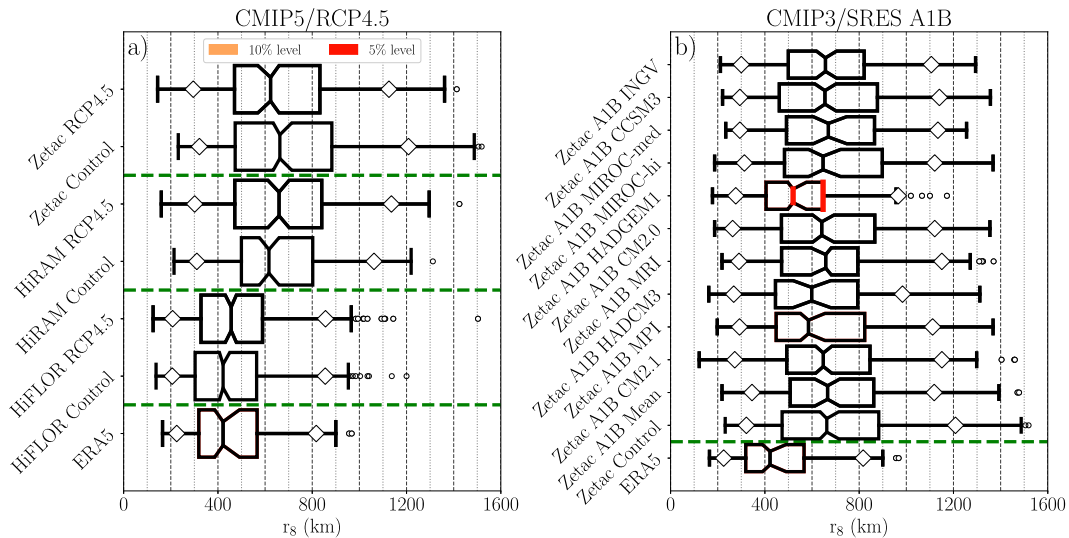 CMIP5/RCP4.5
a)
10% level
5% level
Zetac RCP4.5
Zetac Control
HiRAM RCP4.5
HiRAM Control
HiFLOR RCP4.5
HiFLOR Control
ERA5
0 400 800 1200 1600
r₈ (km)
CMIP3/SRES A1B
b)
Zetac A1B INGV
Zetac A1B CCSM3
Zetac A1B MIROC-med
Zetac A1B MIROC-hi
Zetac A1B HADGEM1
Zetac A1B CM2.0
Zetac A1B MRI
Zetac A1B HADCM3
Zetac A1B MPI
Zetac A1B CM2.1
Zetac A1B Mean
Zetac Control
ERA5
0 400 800 1200 1600
r₈ (km)